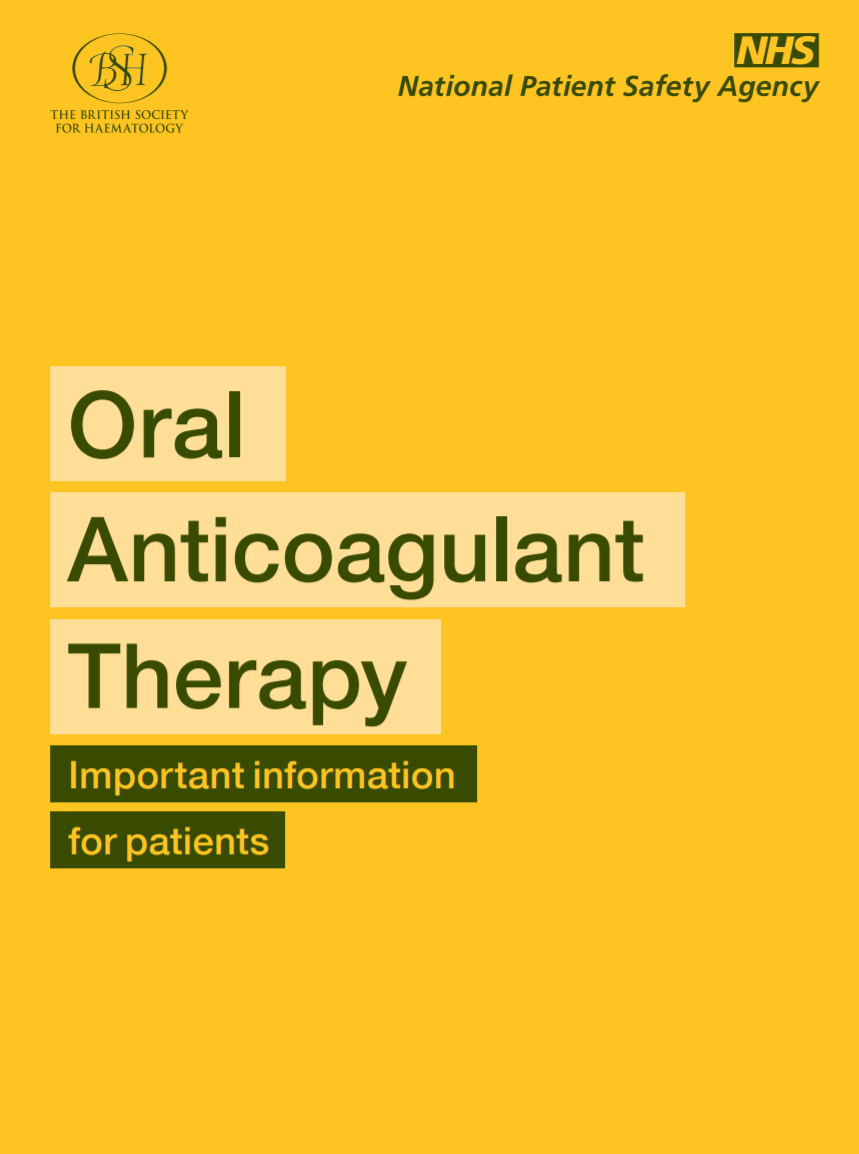 BSH
THE BRITISH SOCIETY
FOR HAEMATOLOGY
NHS
National Patient Safety Agency
Oral
Anticoagulant
Therapy
Important information
for patients